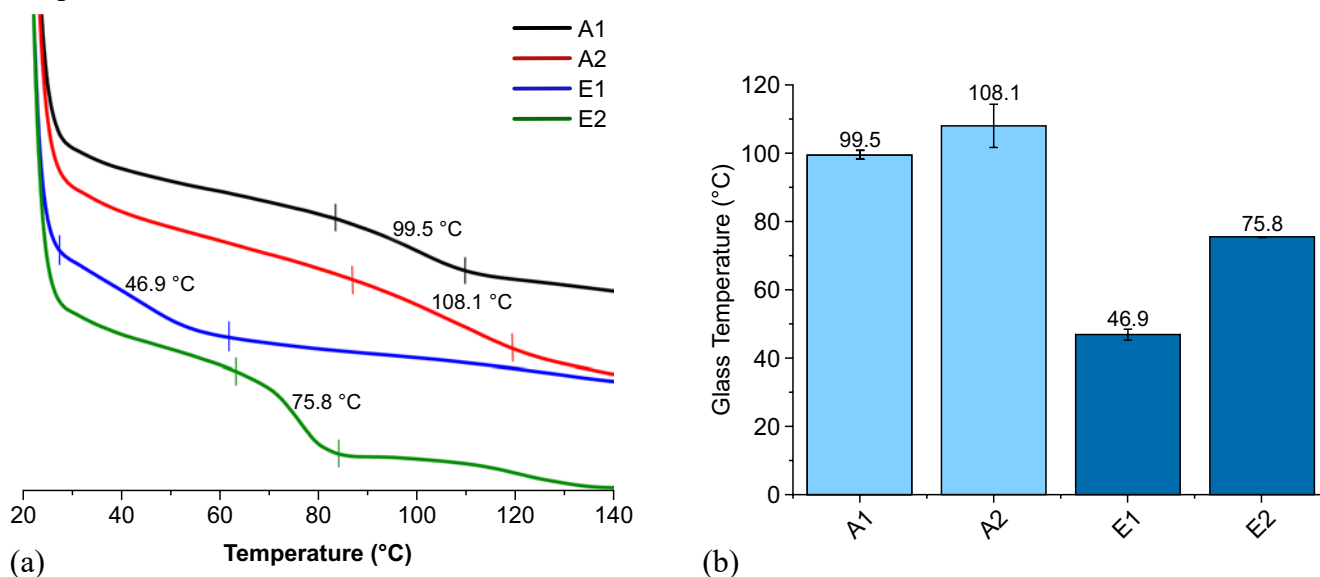 A1
A2
E1
E2
99.5 °C
46.9 °C
108.1 °C
75.8 °C
20 40 60 80 100 120 140
Temperature (°C)
(a)
120
100
80
60
40
20
0
Glass Temperature (°C)
99.5
108.1
46.9
75.8
A1 A2 E1 E2
(b)